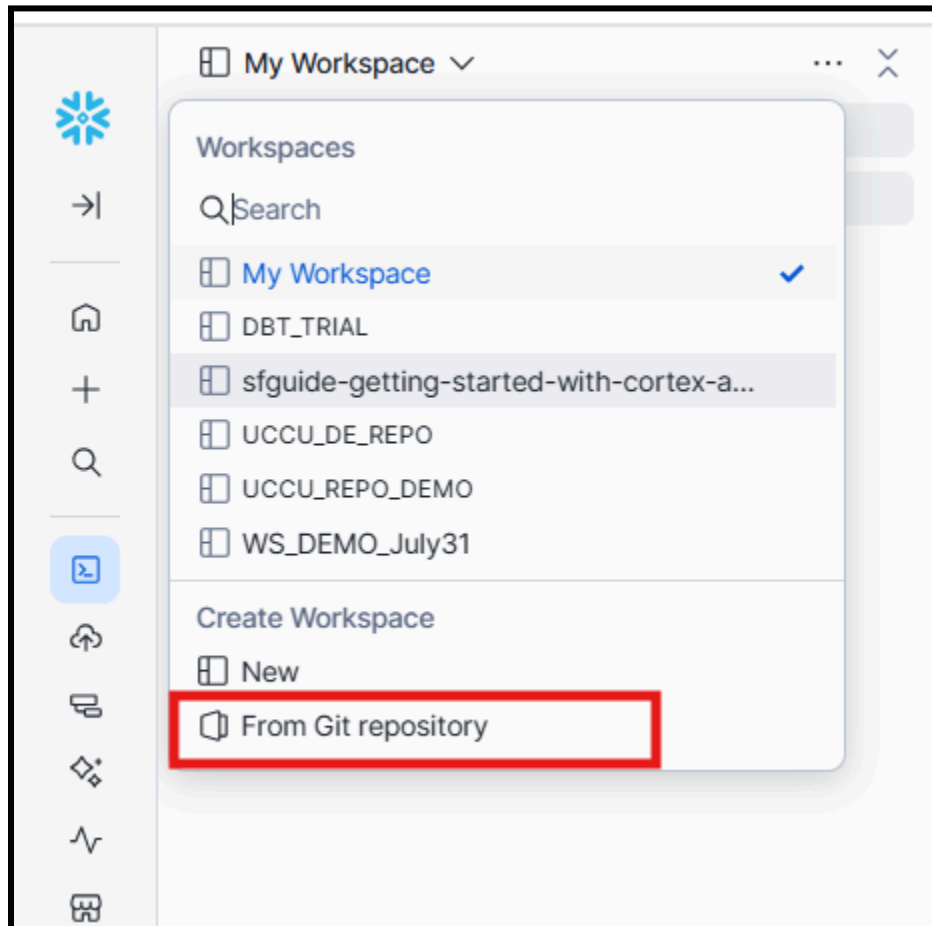 My Workspace
Workspaces
Search
My Workspace
DBT_TRIAL
sfguide-getting-started-with-cortex-a...
UCCU_DE_REPO
UCCU_REPO_DEMO
WS_DEMO_July31
Create Workspace
New
From Git repository